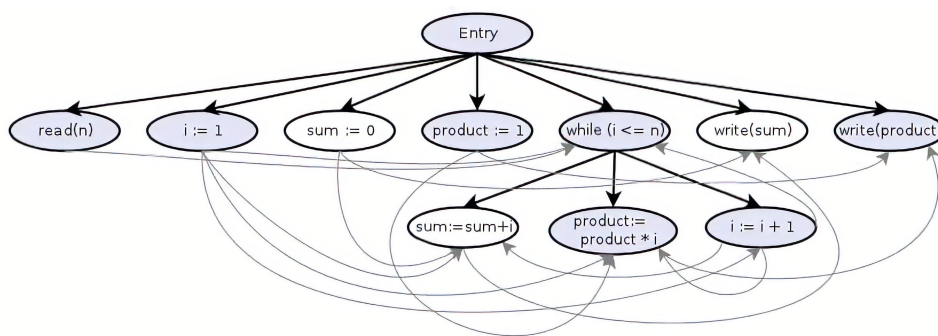 Entry
read(n)
i := 1
sum := 0
product := 1
while (i <= n)
write(sum)
write(product
sum:=sum+i
product:=
product * i
i := i + 1